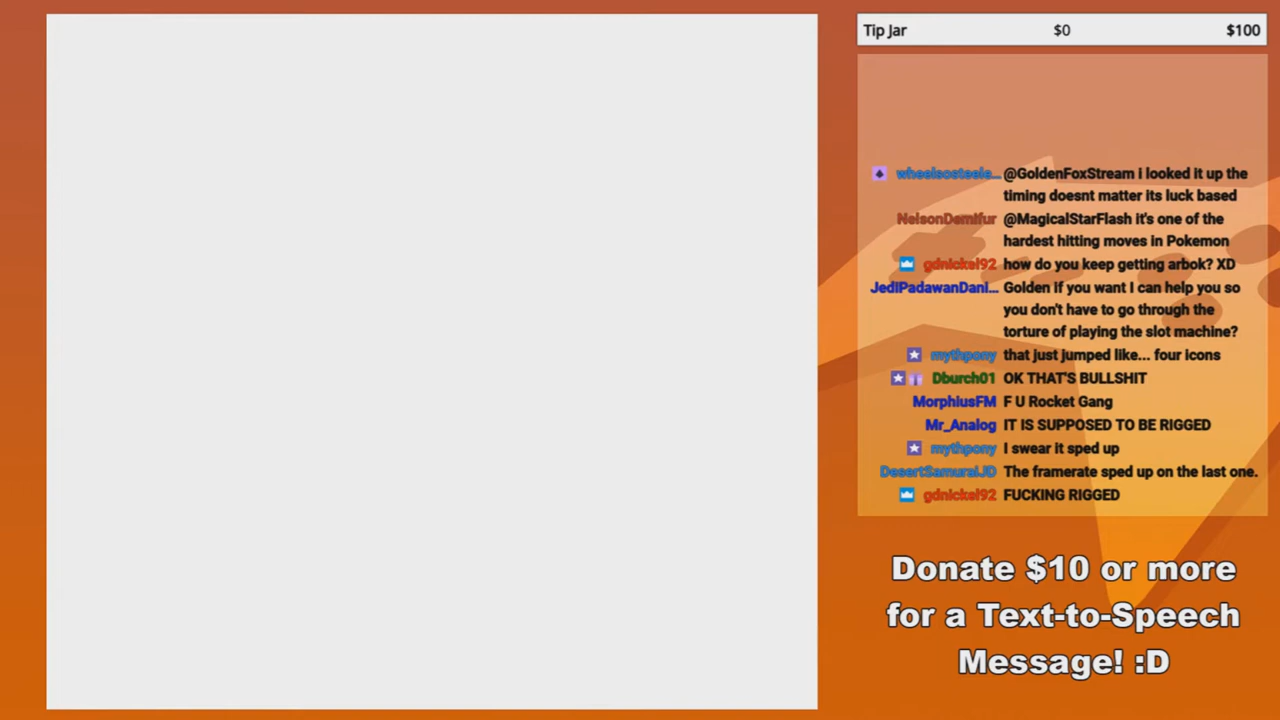 Tip Jar $0 $100
wheelsosteele... @GoldenFoxStream i looked it up the
timing doesnt matter its luck based
NelsonDemifur @MagicalStarFlash it's one of the
hardest hitting moves in Pokemon
gdnickel92 how do you keep getting arbok? XD
JediPadawanDani... Golden if you want I can help you so
you don't have to go through the
torture of playing the slot machine?
mythpony that just jumped like... four icons
Dburch01 OK THAT'S BULLSHIT
MorphiusFM F U Rocket Gang
Mr_Analog IT IS SUPPOSED TO BE RIGGED
mythpony I swear it sped up
DesertSamuraiJD The framerate sped up on the last one.
gdnickel92 FUCKING RIGGED
Donate $10 or more
for a Text-to-Speech
Message! :D